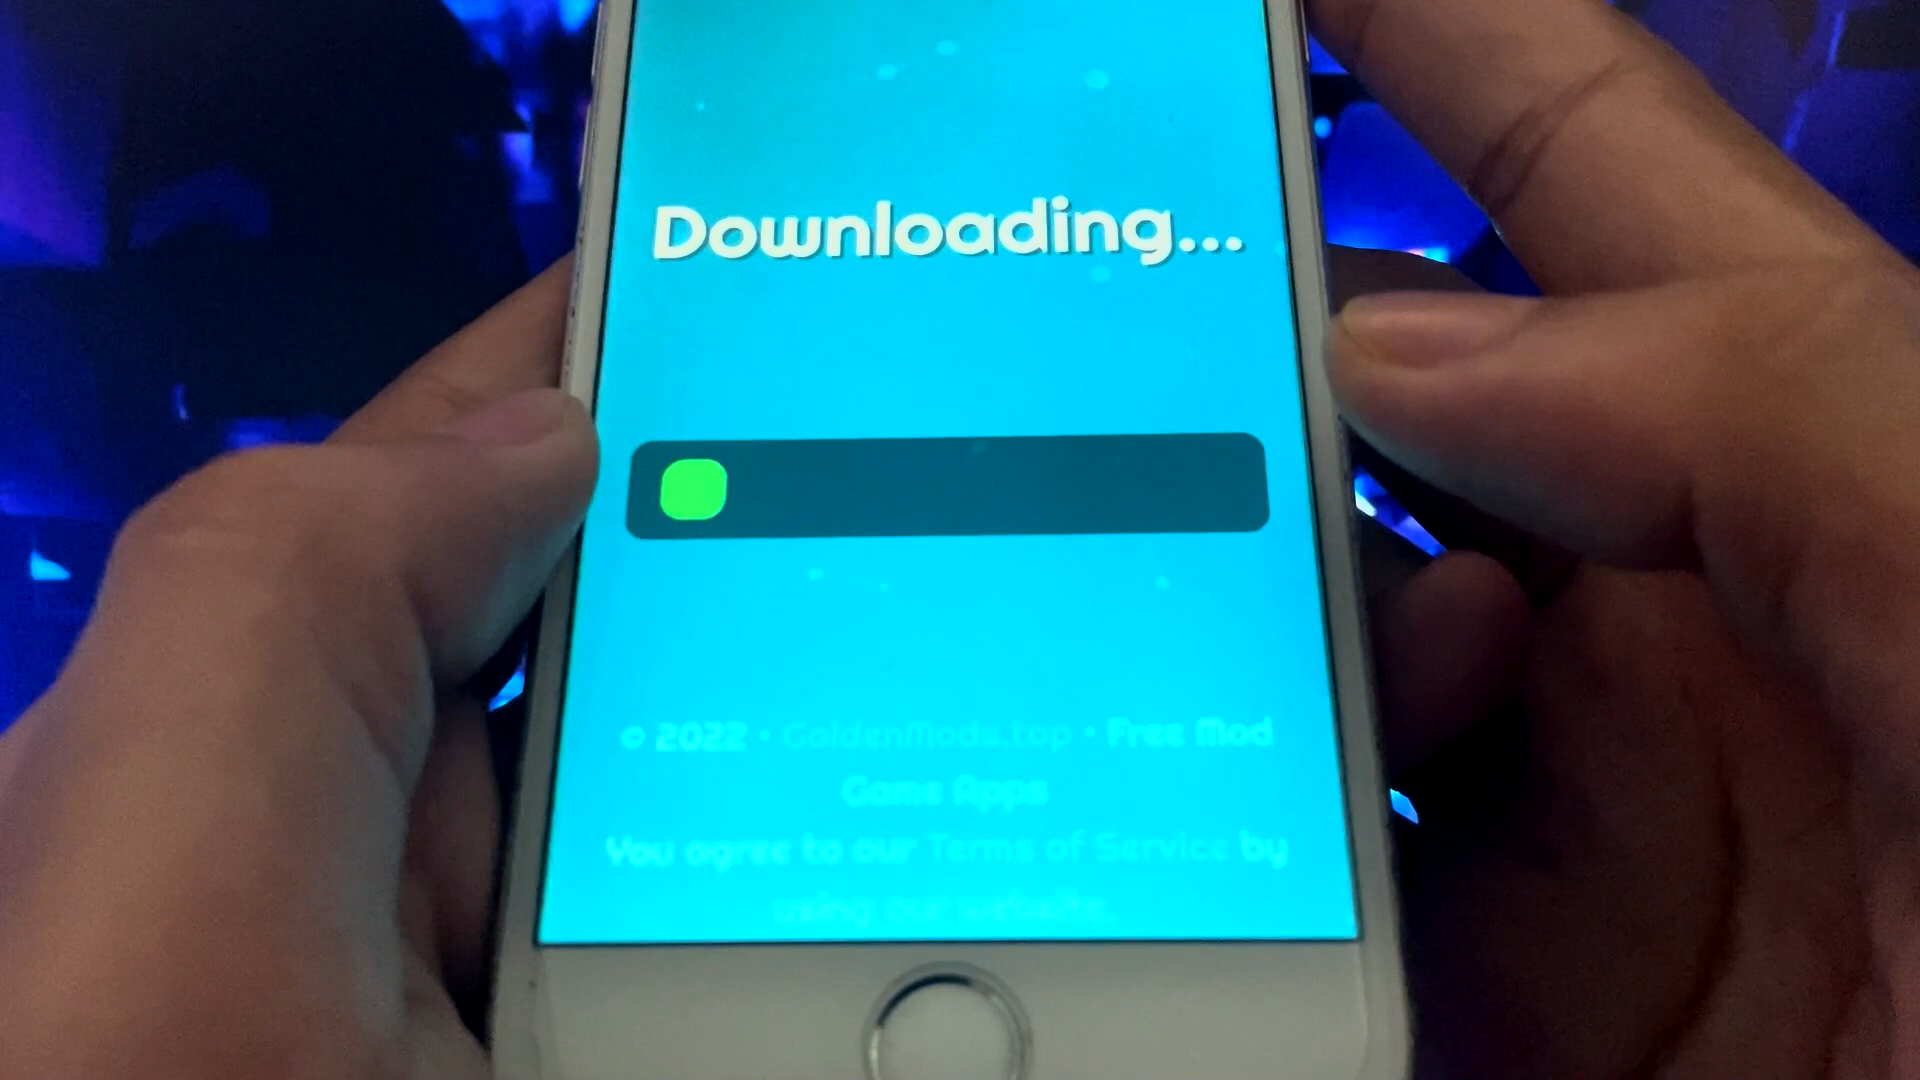 Downloading...
© 2022 • GoldenMods.top • Free Mod
Game Apps
You agree to our Terms of Service by
using our website.